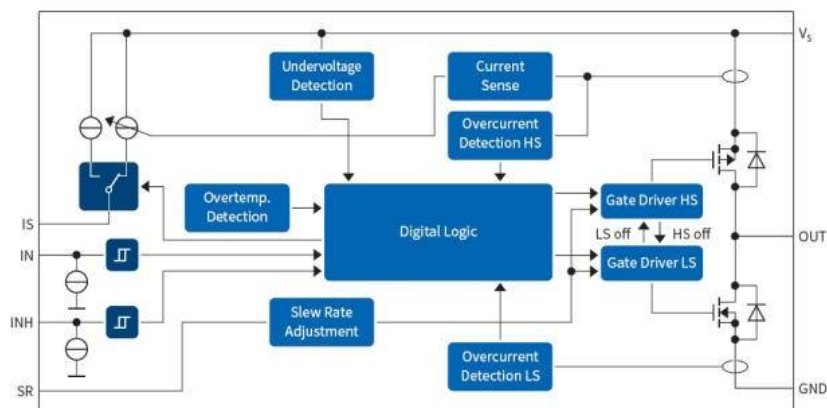 Vs
Undervoltage
Detection
Current
Sense
Overcurrent
Detection HS
Overtemp.
Detection
Digital Logic
Gate Driver HS
IS
LS off
HS off
OUT
IN
Gate Driver LS
INH
Slew Rate
Adjustment
Overcurrent
Detection LS
SR
GND